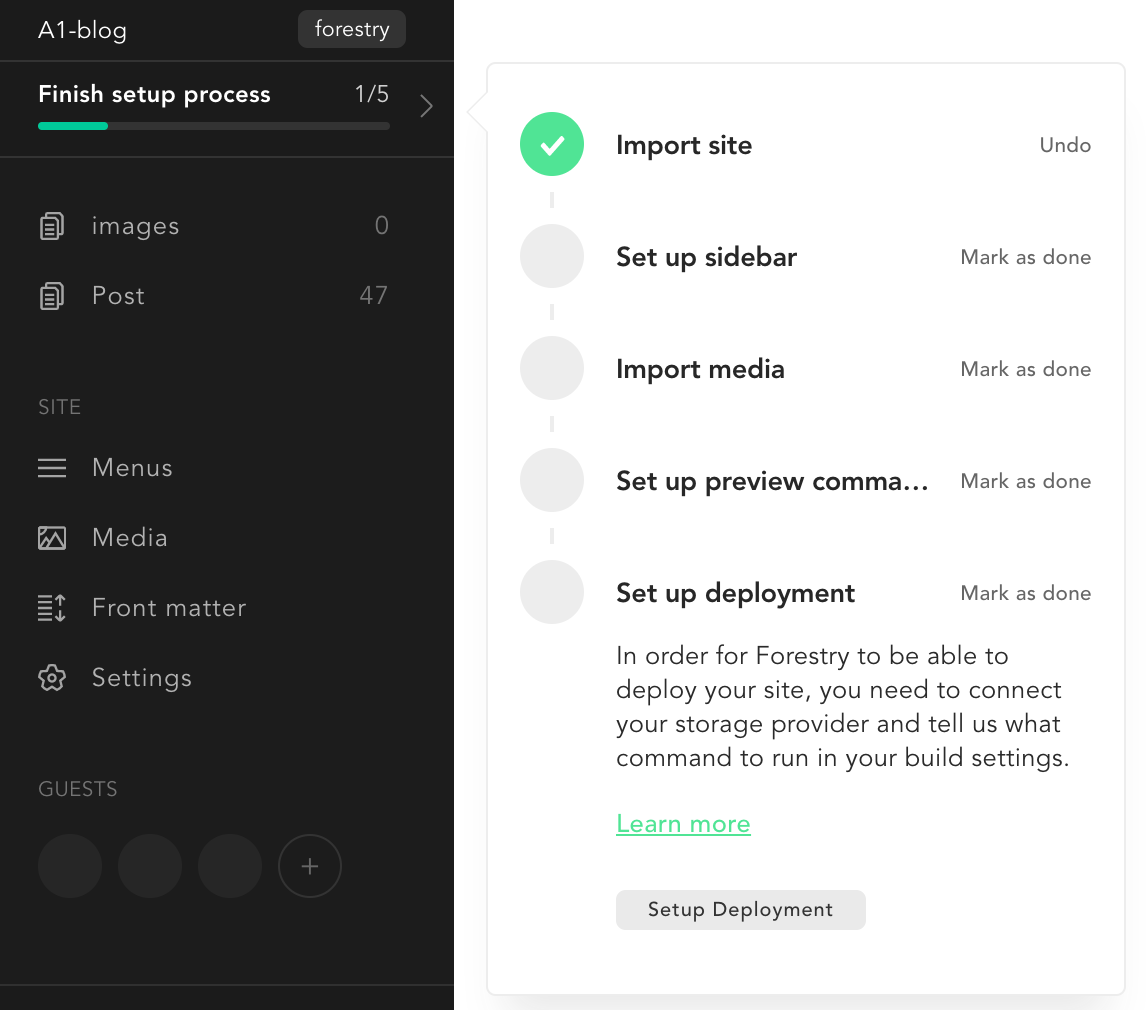 A1-blog
forestry
Finish setup process 1/5
images 0
Post 47
SITE
Menus
Media
Front matter
Settings
GUESTS
Import site Undo
Set up sidebar Mark as done
Import media Mark as done
Set up preview comma... Mark as done
Set up deployment Mark as done
In order for Forestry to be able to
deploy your site, you need to connect
your storage provider and tell us what
command to run in your build settings.
Learn more
Setup Deployment